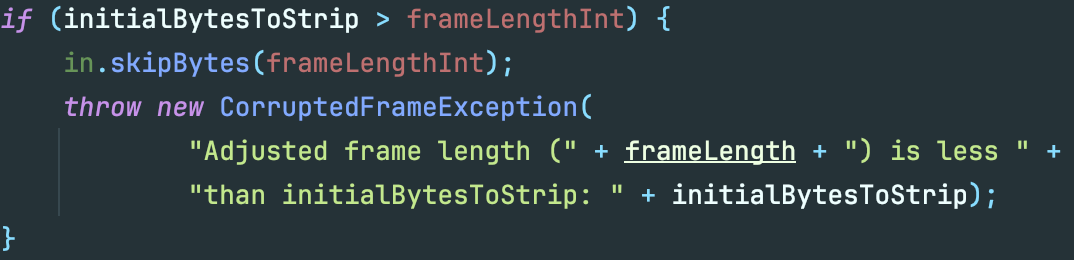 if (initialBytesToStrip > frameLengthInt) {
    in.skipBytes(frameLengthInt);
    throw new CorruptedFrameException(
            "Adjusted frame length (" + frameLength + ") is less " +
            "than initialBytesToStrip: " + initialBytesToStrip);
}